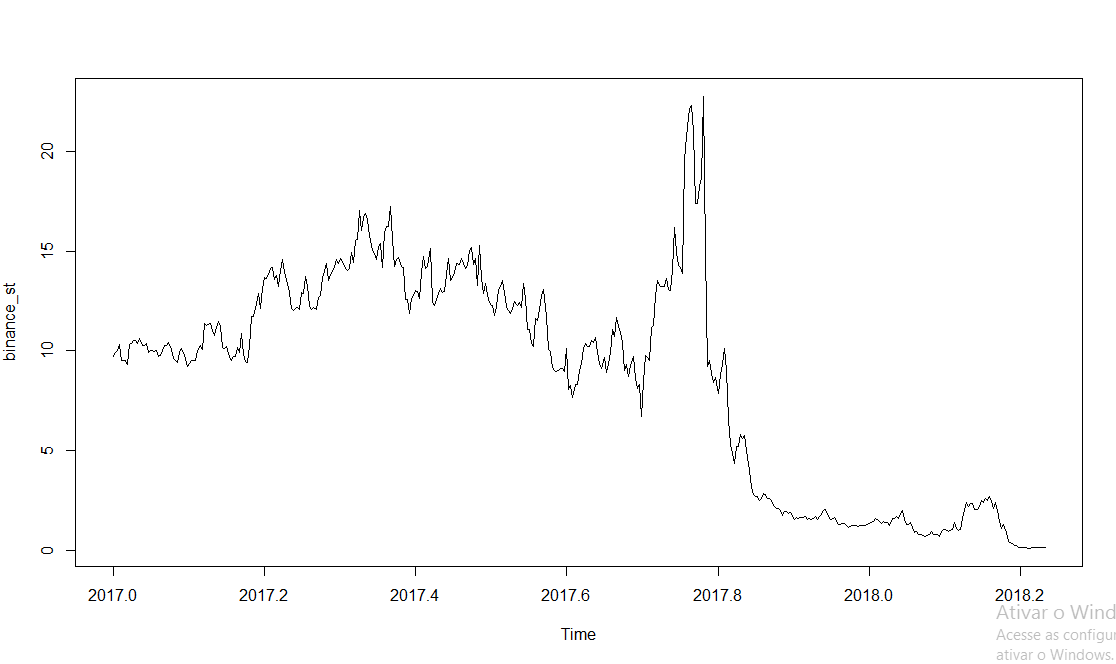 binance_st
20
15
10
5
0
2017.0 2017.2 2017.4 2017.6 2017.8 2018.0 2018.2
Time
Ativar o Wind
Acesse as configu
ativar o Windows.